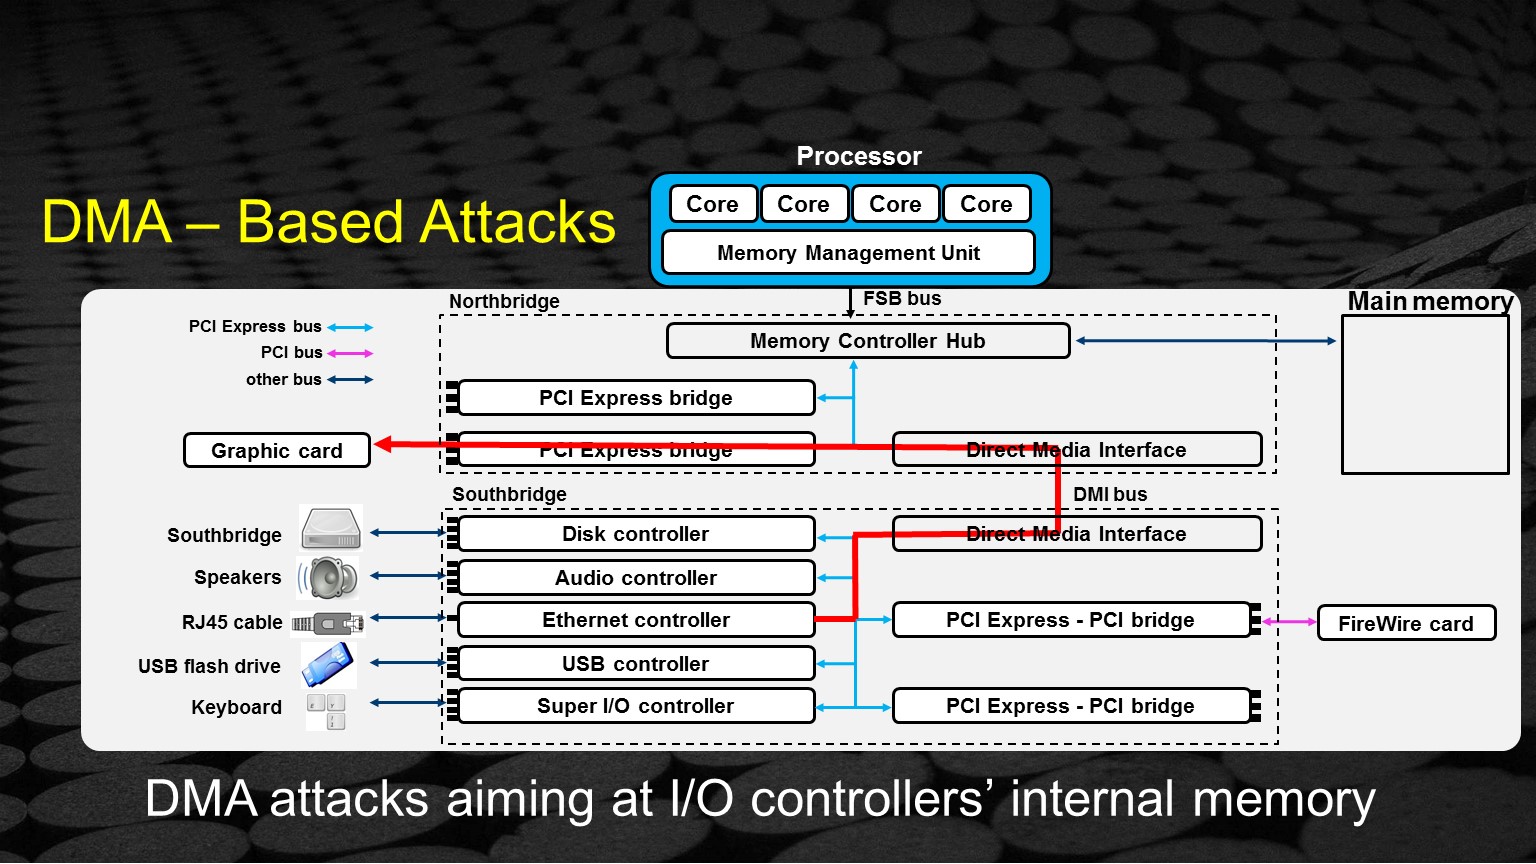 Processor
DMA – Based Attacks
Core Core Core Core
Memory Management Unit
Northbridge
FSB bus
Main memory
PCI Express bus
PCI bus
other bus
Memory Controller Hub
PCI Express bridge
Graphic card
PCI Express bridge
Direct Media Interface
Southbridge
DMI bus
Southbridge
Disk controller
Direct Media Interface
Speakers
Audio controller
RJ45 cable
Ethernet controller
PCI Express - PCI bridge
FireWire card
USB flash drive
USB controller
Keyboard
Super I/O controller
PCI Express - PCI bridge
DMA attacks aiming at I/O controllers’ internal memory